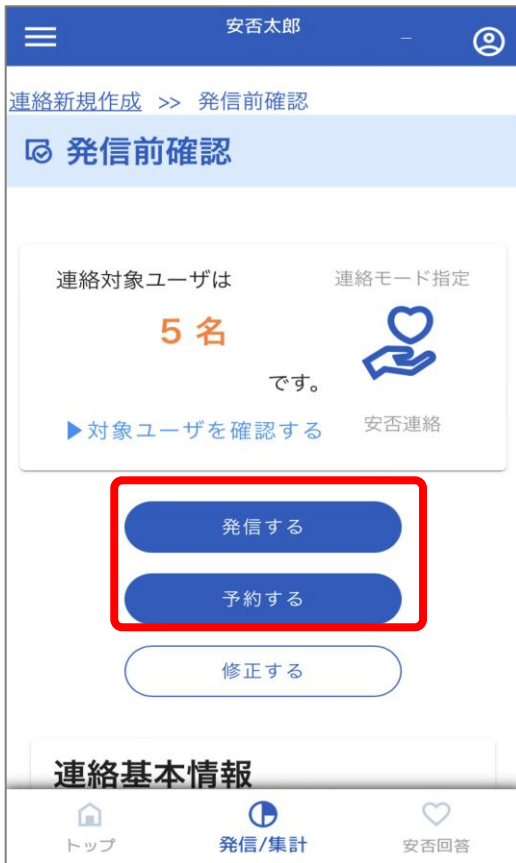 安否太郎
連絡新規作成 >> 発信前確認
発信前確認
連絡対象ユーザは
連絡モード指定
5 名
です。
▶対象ユーザを確認する
安否連絡
発信する
予約する
修正する
連絡基本情報
トップ
発信/集計
安否回答